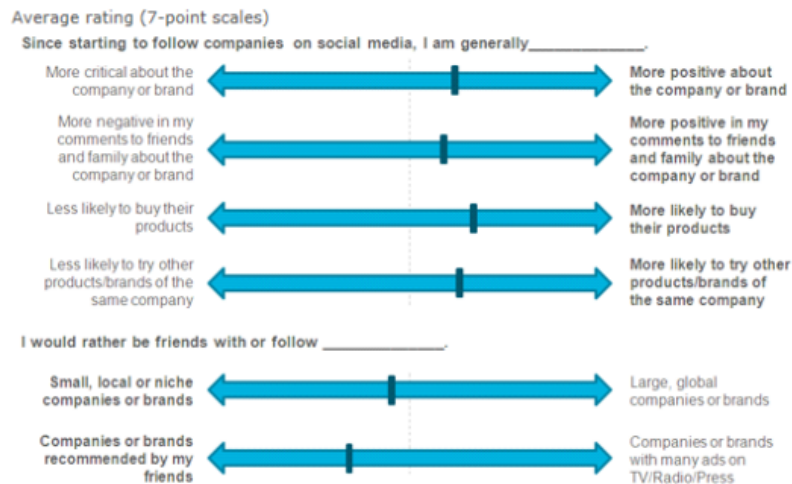 Average rating (7-point scales)
Since starting to follow companies on social media, I am generally______________.
More critical about the
company or brand
More positive about
the company or brand
More negative in my
comments to friends
and family about the
company or brand
More positive in my
comments to friends
and family about the
company or brand
Less likely to buy their
products
More likely to buy
their products
Less likely to try other
products/brands of the
same company
More likely to try other
products/brands of
the same company
I would rather be friends with or follow _______________.
Small, local or niche
companies or brands
Large, global
companies or brands
Companies or brands
recommended by my
friends
Companies or brands
with many ads on
TV/Radio/Press